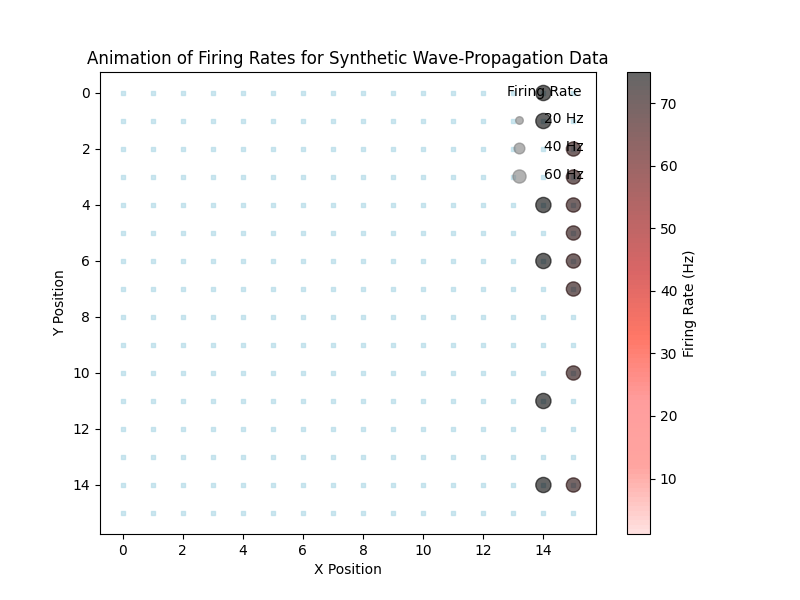 Animation of Firing Rates for Synthetic Wave-Propagation Data
Firing Rate
20 Hz
40 Hz
60 Hz
0
2
4
6
8
10
12
14
Y Position
0
2
4
6
8
10
12
14
X Position
70
60
50
40
30
20
10
Firing Rate (Hz)